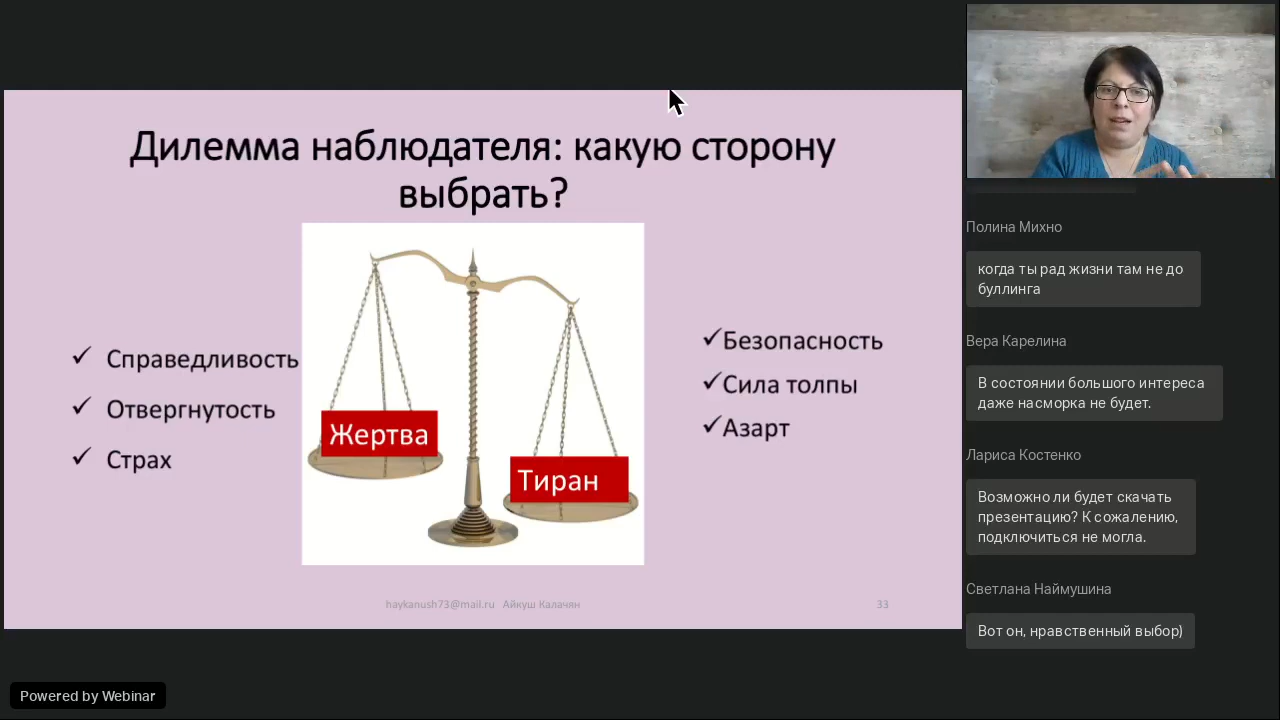 Дилемма наблюдателя: какую сторону
выбрать?
✓ Справедливость
✓ Отвергнутость
✓ Страх
Жертва
Тиран
✓Безопасность
✓Сила толпы
✓Азарт
haykanush73@mail.ru Айкуш Калачян
33
Полина Михно
когда ты рад жизни там не до
буллинга
Вера Карелина
В состоянии большого интереса
даже насморка не будет.
Лариса Костенко
Возможно ли будет скачать
презентацию? К сожалению,
подключиться не могла.
Светлана Наймушина
Вот он, нравственный выбор)
Powered by Webinar